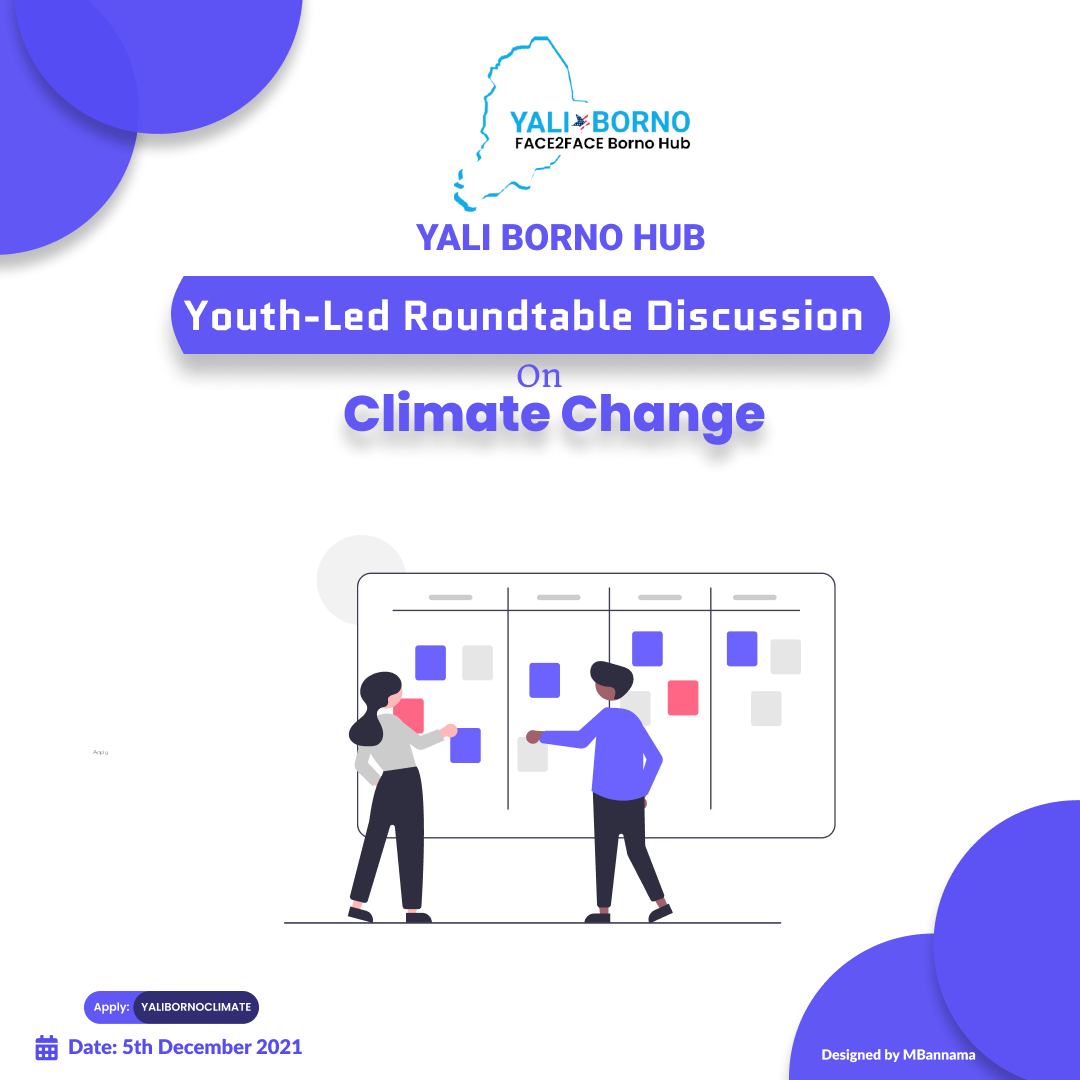 YALI BORNO
FACE2FACE Borno Hub
YALI BORNO HUB
Youth-Led Roundtable Discussion
On
Climate Change
Apply
Apply: YALIBORNOCLIMATE
Date: 5th December 2021
Designed by MBannama